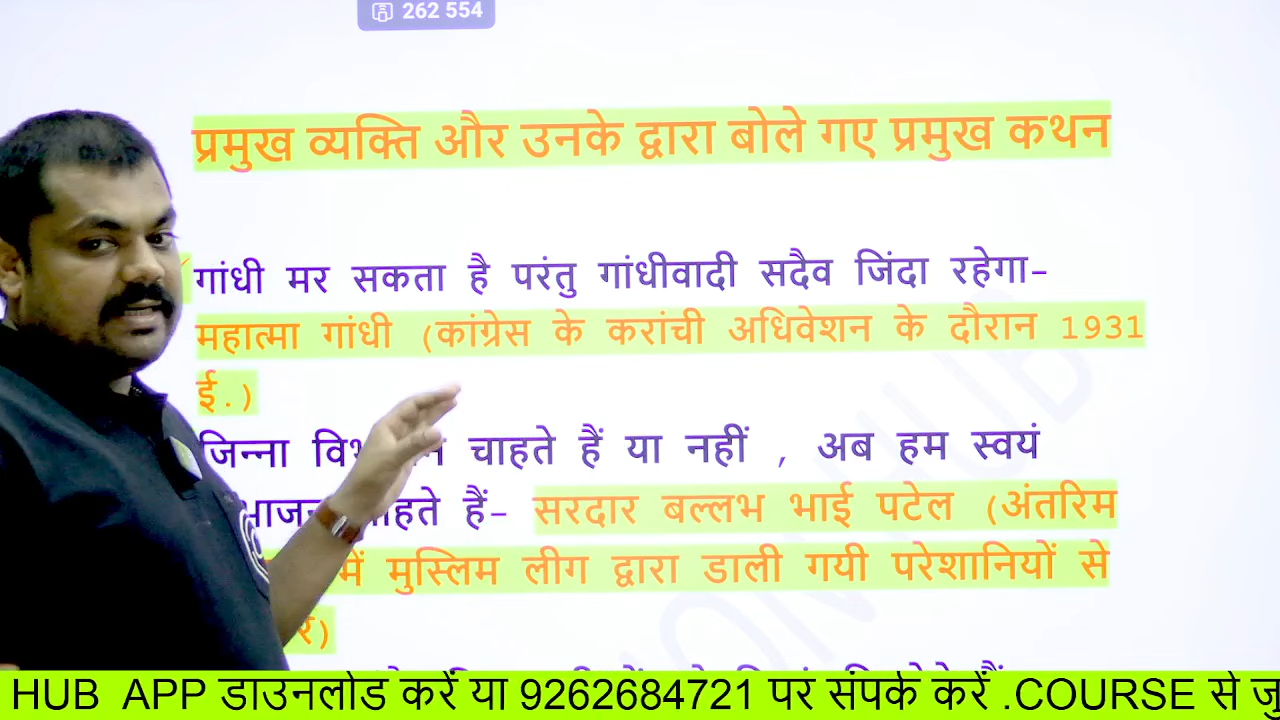 262 554
प्रमुख व्यक्ति और उनके द्वारा बोले गए प्रमुख कथन
गांधी मर सकता है परंतु गांधीवादी सदैव जिंदा रहेगा-
महात्मा गांधी (कांग्रेस के करांची अधिवेशन के दौरान 1931
ई.)
जिन्ना चाहते हैं या नहीं , अब हम स्वयं
हैं- सरदार बल्लभ भाई पटेल (अंतरिम
में मुस्लिम लीग द्वारा डाली गयी परेशानियों से
HUB APP डाउनलोड करें या 9262684721 पर संपर्क करें .COURSE से